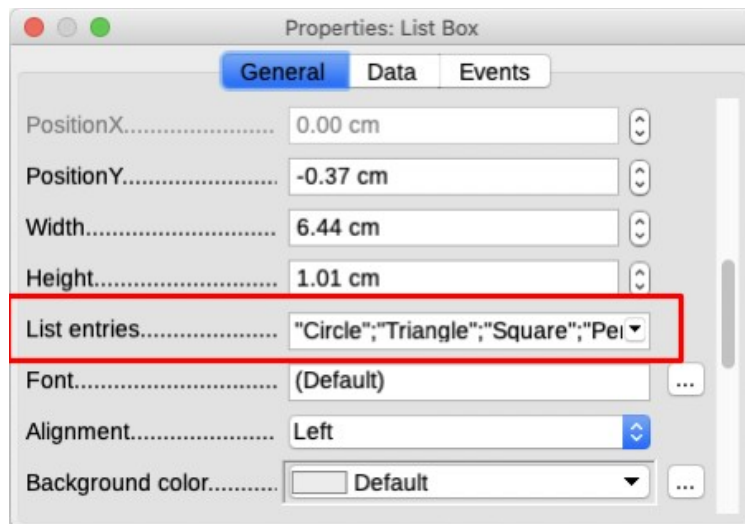 Properties: List Box
General Data Events
PositionX....................... 0.00 cm
PositionY....................... -0.37 cm
Width............................ 6.44 cm
Height........................... 1.01 cm
List entries..................... "Circle";"Triangle";"Square";"Pe
Font............................. (Default) ...
Alignment....................... Left
Background color........... Default ...